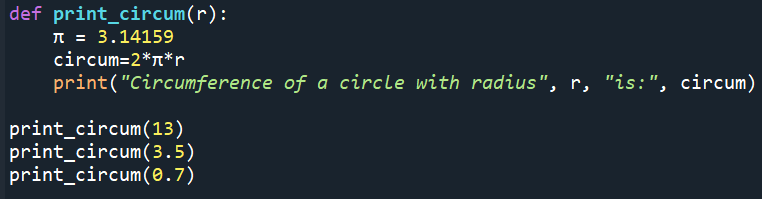 def print_circum(r):
    π = 3.14159
    circum=2*π*r
    print("Circumference of a circle with radius", r, "is:", circum)

print_circum(13)
print_circum(3.5)
print_circum(0.7)